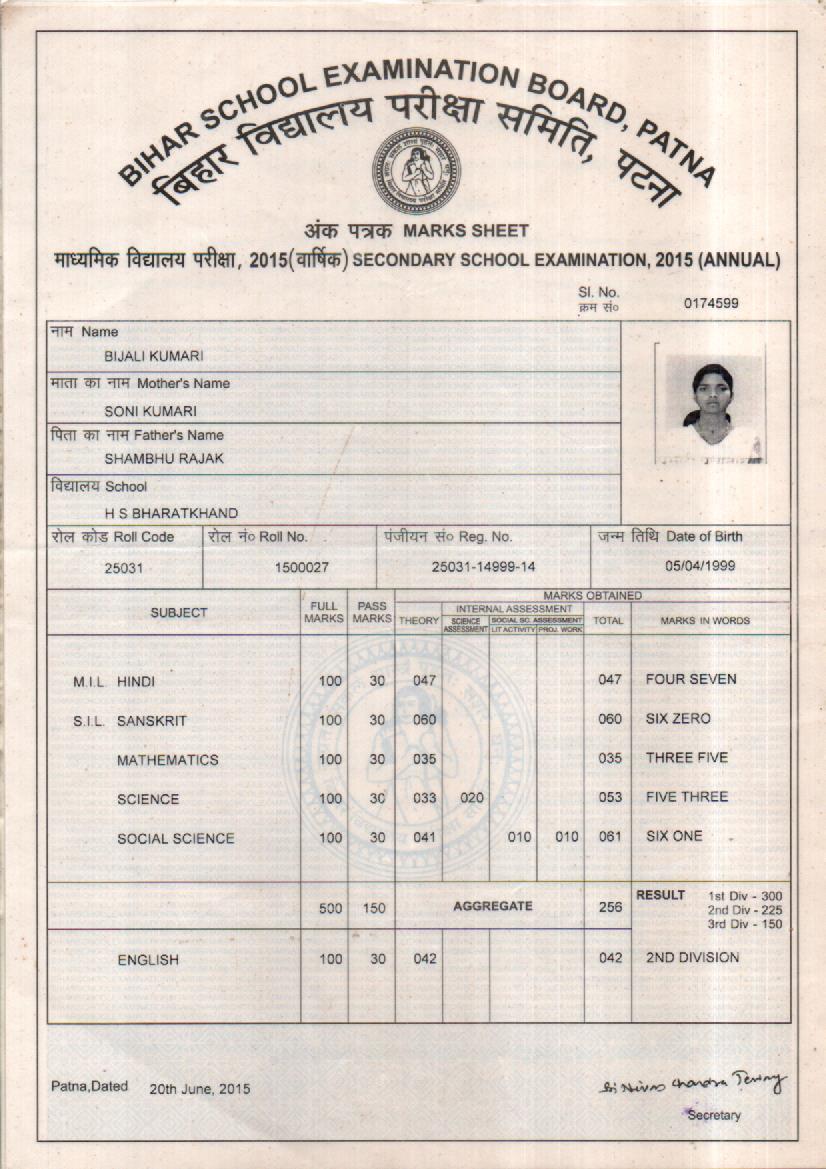 BIHAR SCHOOL EXAMINATION BOARD, PATNA
बिहार विद्यालय परीक्षा समिति, पटना
अंक पत्रक MARKS SHEET
माध्यमिक विद्यालय परीक्षा, 2015(वार्षिक) SECONDARY SCHOOL EXAMINATION, 2015 (ANNUAL)
Sl. No.
क्रम सं० 0174599
नाम Name
BIJALI KUMARI
माता का नाम Mother's Name
SONI KUMARI
पिता का नाम Father's Name
SHAMBHU RAJAK
विद्यालय School
H S BHARATKHAND
रोल कोड Roll Code रोल नं० Roll No. पंजीयन सं० Reg. No. जन्म तिथि Date of Birth
25031 1500027 25031-14999-14 05/04/1999
SUBJECT FULL MARKS PASS MARKS MARKS OBTAINED
INTERNAL ASSESSMENT
THEORY SCIENCE ASSESSMENT SOCIAL SC. ASSESSMENT TOTAL MARKS IN WORDS
LIT ACTIVITY PROJ. WORK
M.I.L. HINDI 100 30 047 047 FOUR SEVEN
S.I.L. SANSKRIT 100 30 060 060 SIX ZERO
MATHEMATICS 100 30 035 035 THREE FIVE
SCIENCE 100 30 033 020 053 FIVE THREE
SOCIAL SCIENCE 100 30 041 010 010 061 SIX ONE
500 150 AGGREGATE 256 RESULT 1st Div - 300
2nd Div - 225
3rd Div - 150
ENGLISH 100 30 042 042 2ND DIVISION
Patna,Dated 20th June, 2015
Secretary